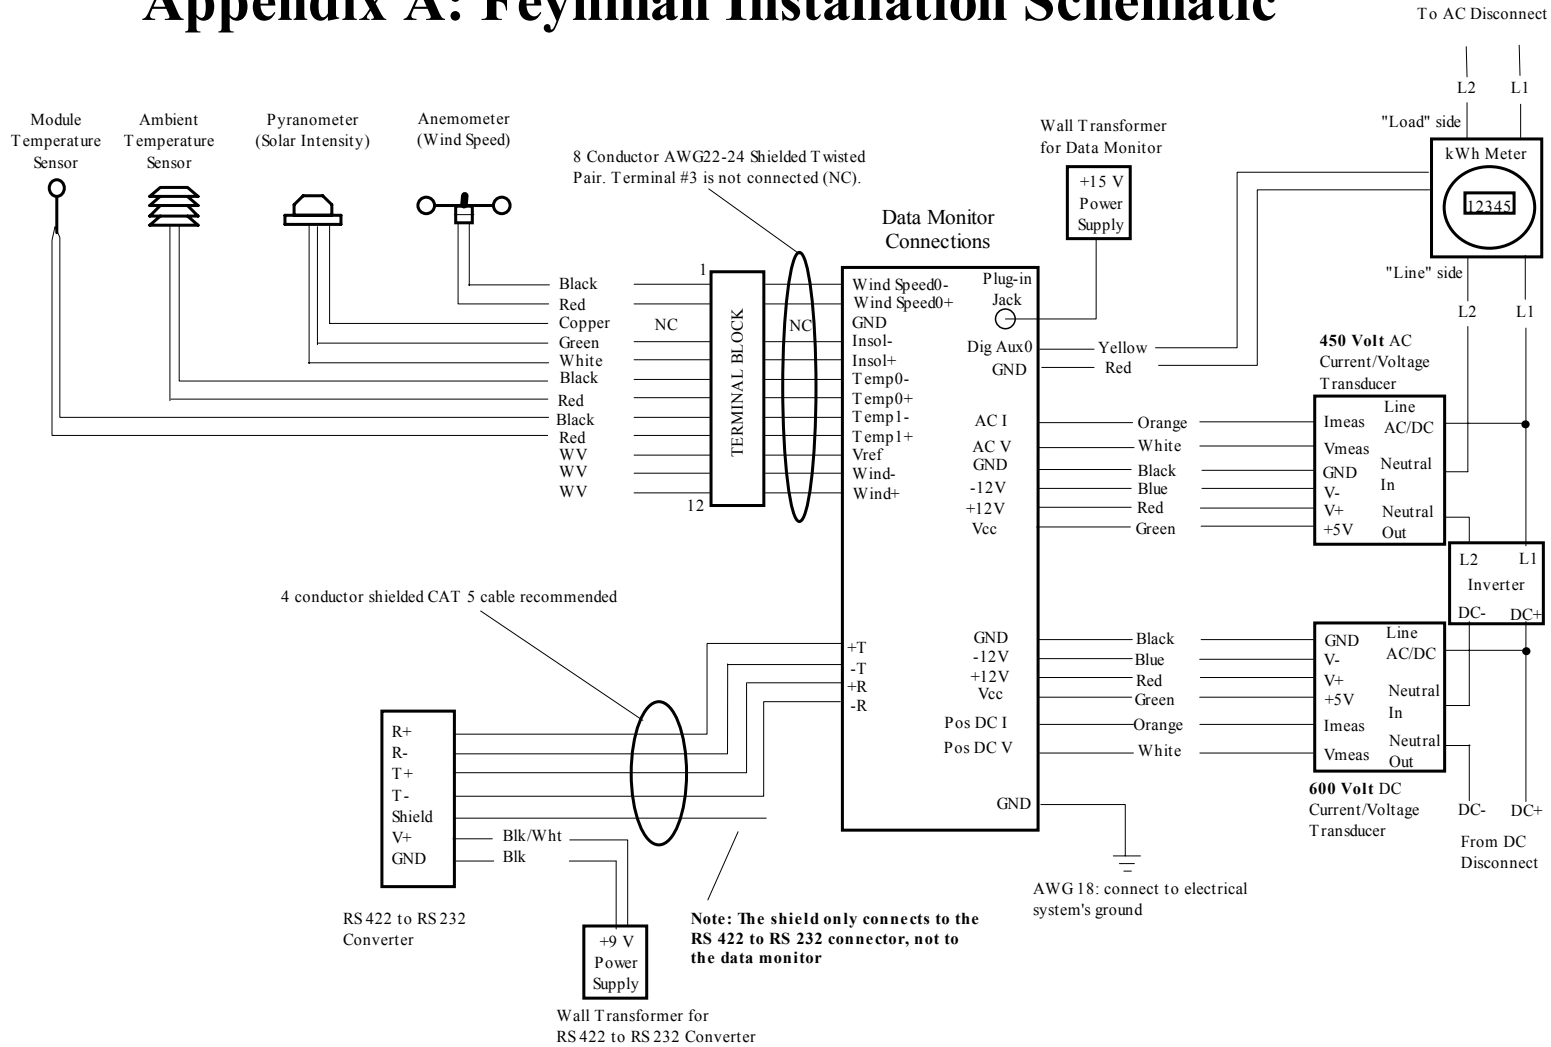 Appendix A: Feynman Installation Schematic
To AC Disconnect
L2
L1
"Load" side
kWh Meter
12345
"Line" side
L2
L1
Module
Temperature
Sensor
Ambient
Temperature
Sensor
Pyranometer
(Solar Intensity)
Anemometer
(Wind Speed)
8 Conductor AWG22-24 Shielded Twisted
Pair. Terminal #3 is not connected (NC).
Wall Transformer
for Data Monitor
+15 V
Power
Supply
Data Monitor
Connections
Black
Red
Copper
Green
White
Black
Red
Black
Red
WV
WV
WV
NC
1
TERMINAL BLOCK
12
NC
Wind Speed0-
Wind Speed0+
GND
Insol-
Insol+
Temp0-
Temp0+
Temp1-
Temp1+
Vref
Wind-
Wind+
Plug-in
Jack
Dig Aux0
GND
Yellow
Red
AC I
AC V
GND
-12V
+12V
Vcc
Orange
White
Black
Blue
Red
Green
450 Volt AC
Current/Voltage
Transducer
Imeas
Vmeas
GND
V-
V+
+5V
Line
AC/DC
Neutral
In
Neutral
Out
L2
L1
Inverter
DC-
DC+
4 conductor shielded CAT 5 cable recommended
+T
-T
+R
-R
GND
-12V
+12V
Vcc
Pos DC I
Pos DC V
GND
Black
Blue
Red
Green
Orange
White
GND
V-
V+
+5V
Imeas
Vmeas
Line
AC/DC
Neutral
In
Neutral
Out
600 Volt DC
Current/Voltage
Transducer
DC-
DC+
From DC
Disconnect
R+
R-
T+
T-
Shield
V+
GND
Blk/Wht
Blk
RS422 to RS232
Converter
+9 V
Power
Supply
Wall Transformer for
RS422 to RS232 Converter
Note: The shield only connects to the
RS 422 to RS 232 connector, not to
the data monitor
AWG18: connect to electrical
system's ground